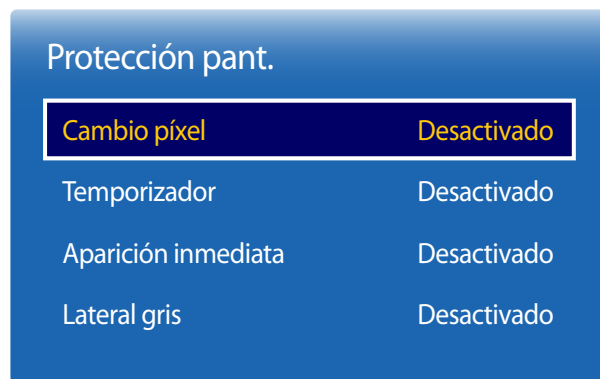 Protección pant.
Cambio píxel Desactivado
Temporizador Desactivado
Aparición inmediata Desactivado
Lateral gris Desactivado